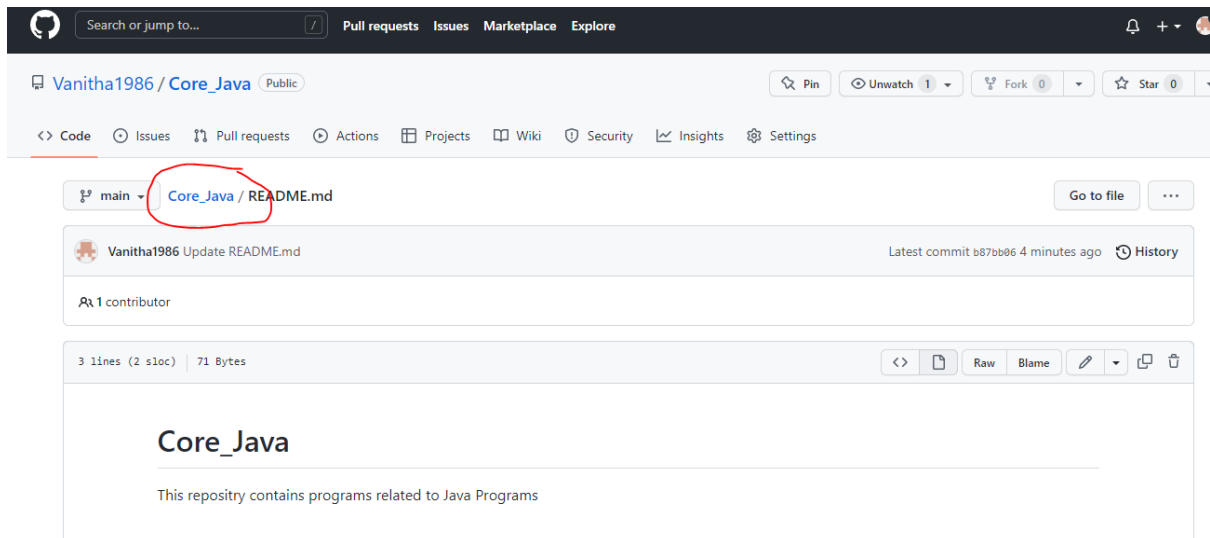 Search or jump to... / Pull requests Issues Marketplace Explore
Vanitha1986 / Core_Java Public Pin Unwatch 1 Fork 0 Star 0
<> Code Issues Pull requests Actions Projects Wiki Security Insights Settings
main Core_Java / README.md Go to file ...
Vanitha1986 Update README.md Latest commit b87bb06 4 minutes ago History
1 contributor
3 lines (2 sloc) 71 Bytes <> Raw Blame
Core_Java
This repositry contains programs related to Java Programs